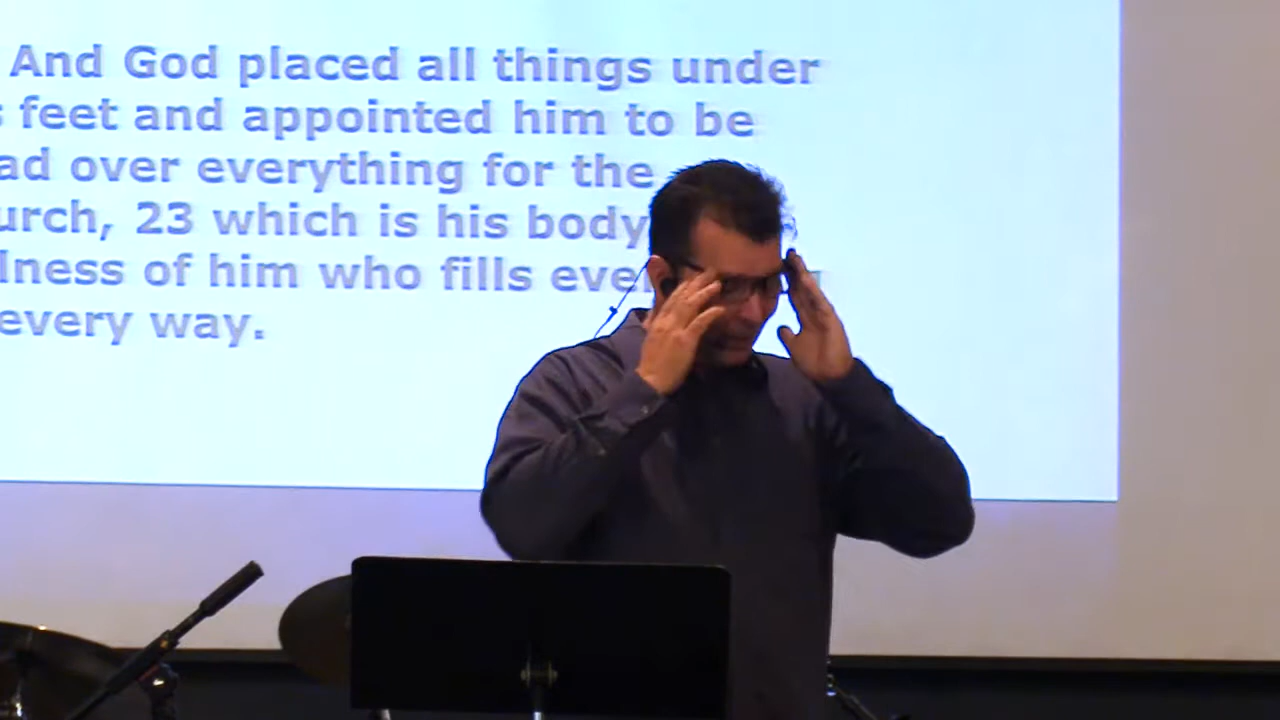 And God placed all things under
feet and appointed him to be
over everything for the
23 which is his body
of him who fills
every way.